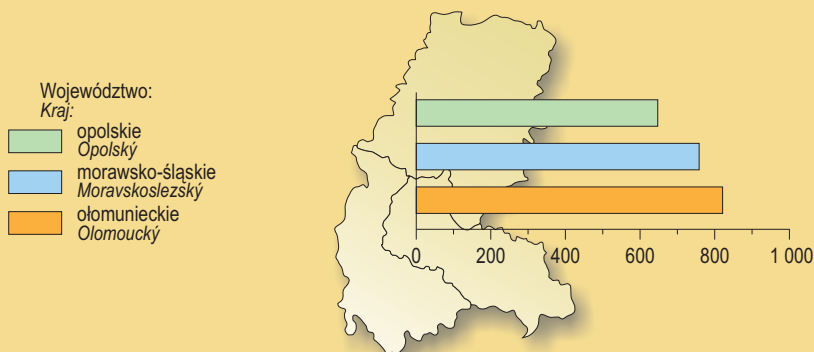 Województwo:
Kraj:
opolskie
Opolský
morawsko-śląskie
Moravskoslezský
ołomunieckie
Olomoucký
0 200 400 600 800 1 000